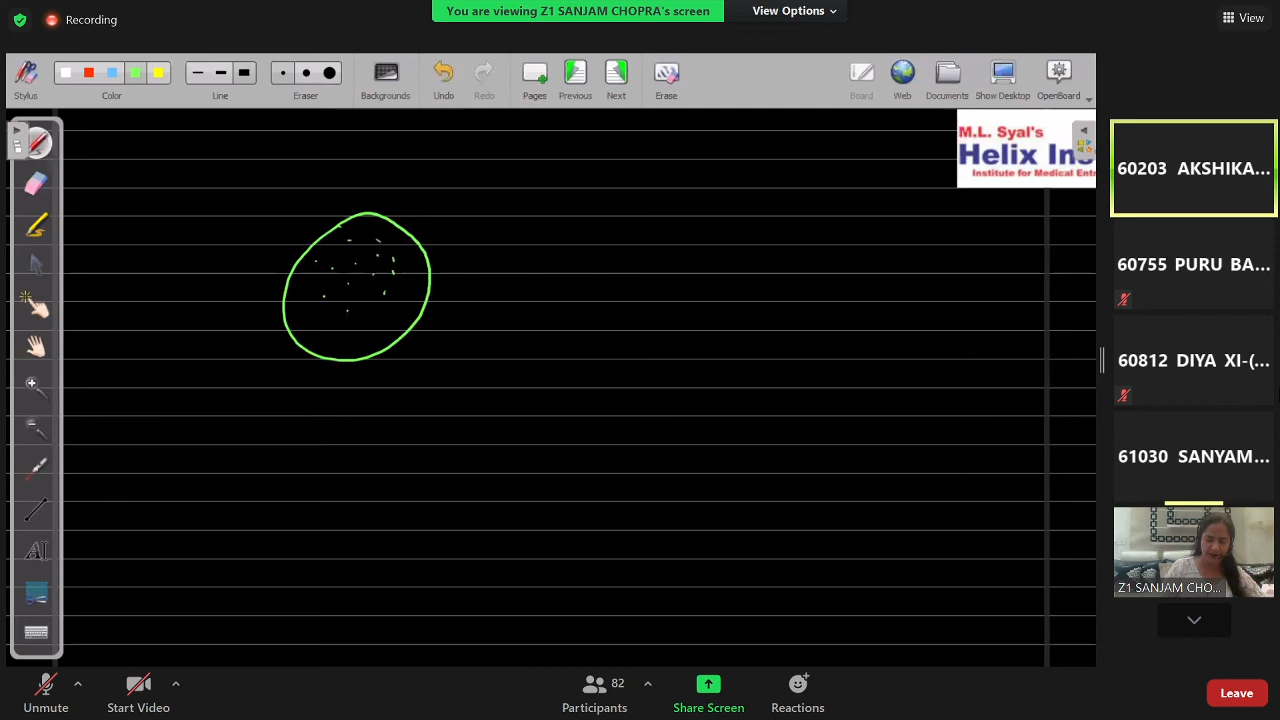 Recording
You are viewing Z1 SANJAM CHOPRA's screen
View Options
View
Stylus
Color
Line
Eraser
Backgrounds
Undo
Redo
Pages
Previous
Next
Erase
Board
Web
Documents
Show Desktop
OpenBoard
M.L. Syal's
Helix Ins
Institute for Medical Entr
60203 AKSHIKA...
60755 PURU BA...
60812 DIYA XI-(...
61030 SANYAM...
Z1 SANJAM CHO...
AI
Unmute
Start Video
82
Participants
Share Screen
Reactions
Leave